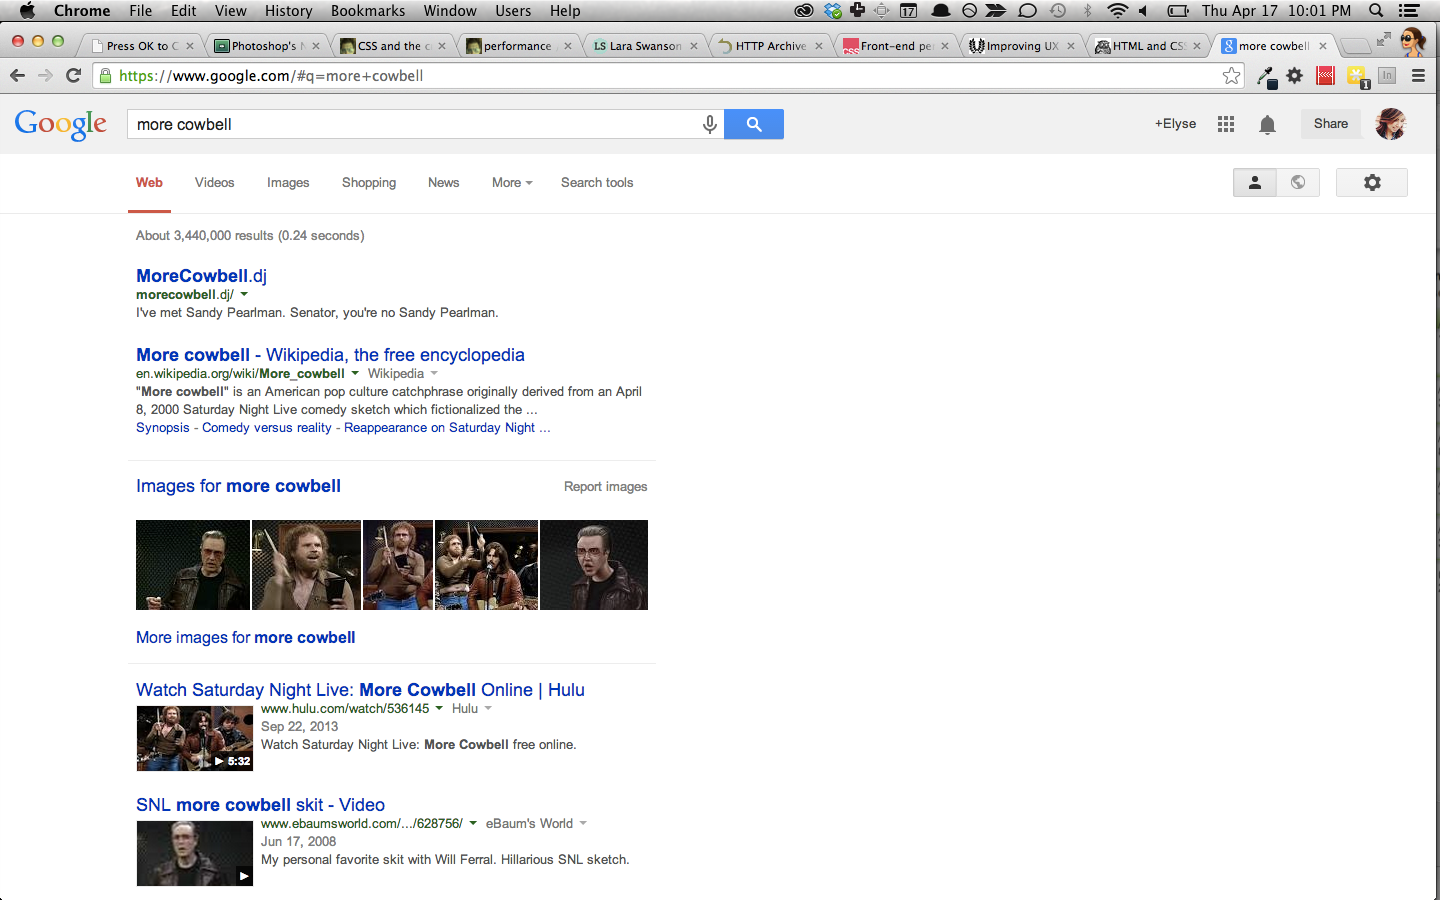 Chrome File Edit View History Bookmarks Window Users Help 17 Thu Apr 17 10:01 PM
Press OK to C Photoshop's N CSS and the c performance LS Lara Swanson HTTP Archive CSS Front-end pe Improving UX HTML and CSS 8 more cowbell
https://www.google.com/#q=more+cowbell 1 In
Google more cowbell +Elyse Share
Web Videos Images Shopping News More Search tools
About 3,440,000 results (0.24 seconds)
MoreCowbell.dj
morecowbell.dj/
I've met Sandy Pearlman. Senator, you're no Sandy Pearlman.
More cowbell - Wikipedia, the free encyclopedia
en.wikipedia.org/wiki/More_cowbell Wikipedia
"More cowbell" is an American pop culture catchphrase originally derived from an April
8, 2000 Saturday Night Live comedy sketch which fictionalized the ...
Synopsis - Comedy versus reality - Reappearance on Saturday Night ...
Images for more cowbell Report images
More images for more cowbell
Watch Saturday Night Live: More Cowbell Online | Hulu
www.hulu.com/watch/536145 Hulu
Sep 22, 2013
Watch Saturday Night Live: More Cowbell free online.
5:32
SNL more cowbell skit - Video
www.ebaumsworld.com/.../628756/ eBaum's World
Jun 17, 2008
My personal favorite skit with Will Ferral. Hillarious SNL sketch.